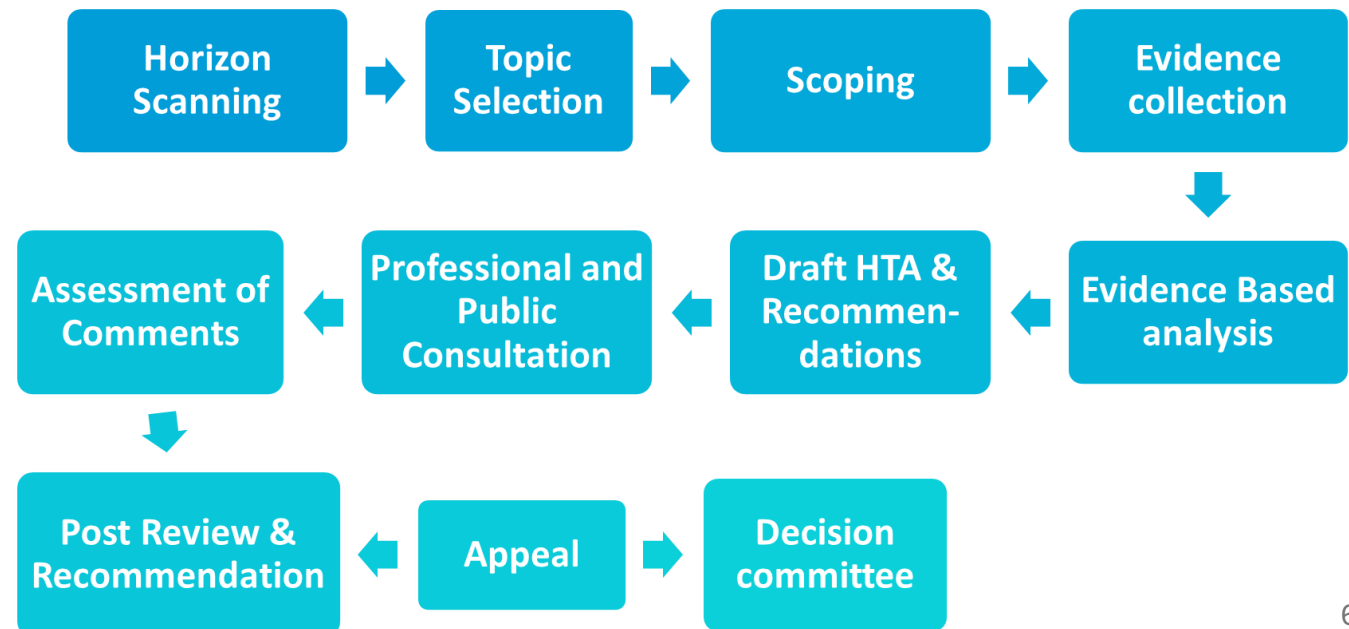 Horizon
Scanning
Topic
Selection
Scoping
Evidence
collection
Evidence Based
analysis
Draft HTA &
Recommen-
dations
Professional and
Public
Consultation
Assessment of
Comments
Post Review &
Recommendation
Appeal
Decision
committee
6